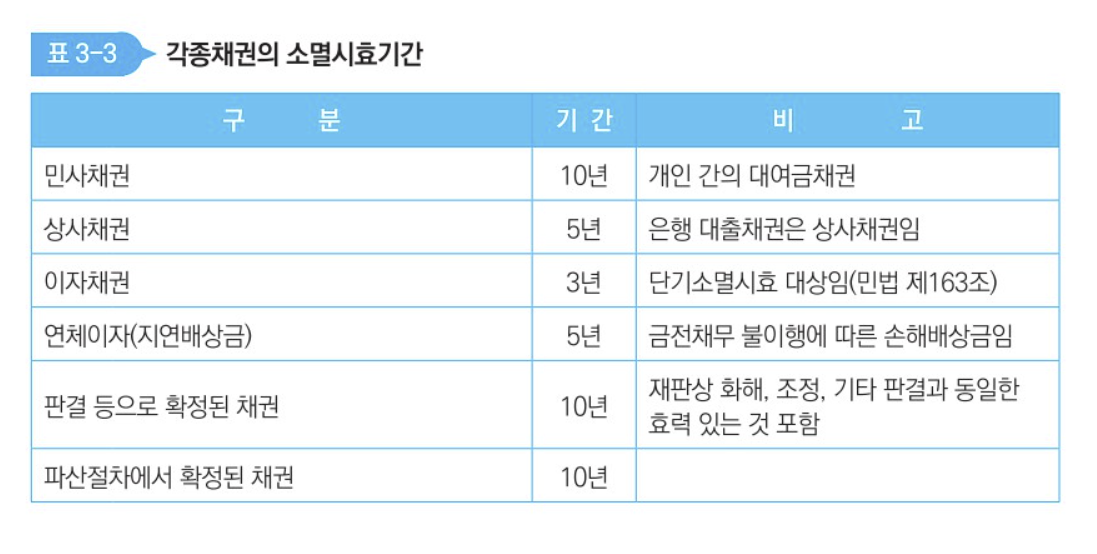 표 3-3 각종채권의 소멸시효기간
구 분 기 간 비 고
민사채권 10년 개인 간의 대여금채권
상사채권 5년 은행 대출채권은 상사채권임
이자채권 3년 단기소멸시효 대상임(민법 제163조)
연체이자(지연배상금) 5년 금전채무 불이행에 따른 손해배상금임
판결 등으로 확정된 채권 10년 재판상 화해, 조정, 기타 판결과 동일한
효력 있는 것 포함
파산절차에서 확정된 채권 10년